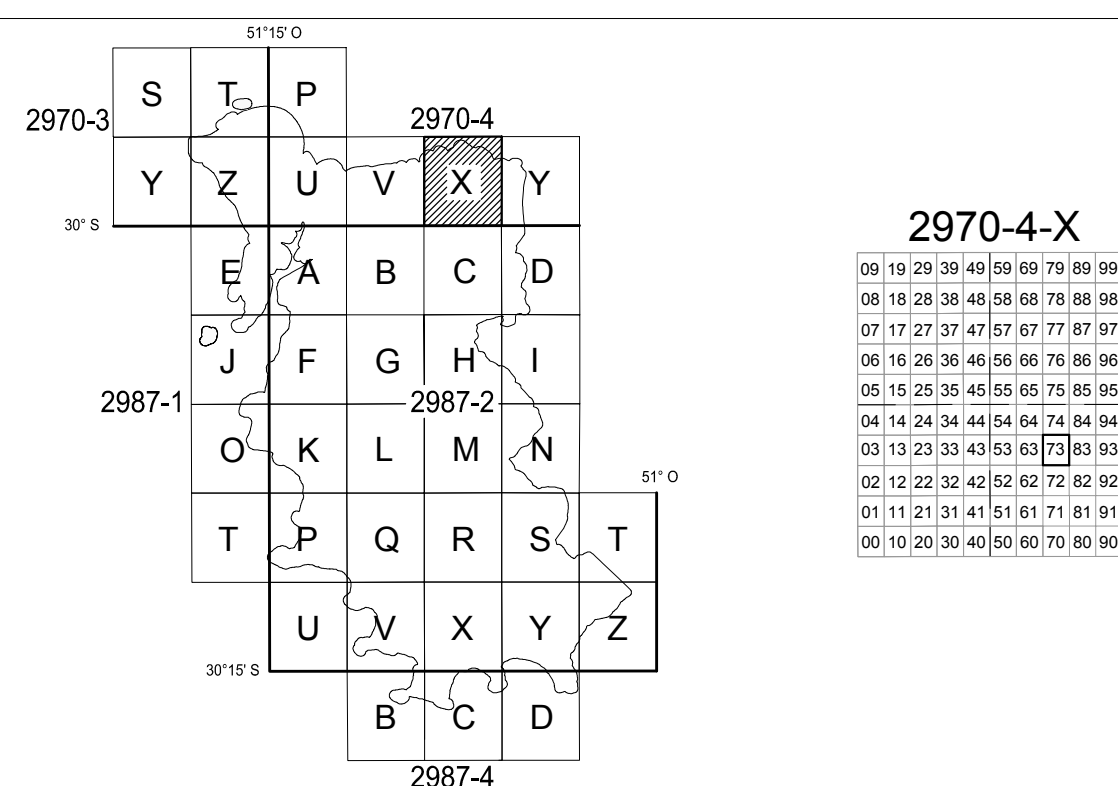 51°15' O
S T P
2970-3 2970-4
Y Z U V X Y
30° S
E A B C D
J F G H I
2987-1 2987-2
O K L M N
51° O
T P Q R S T
U V X Y Z
30°15' S
B C D
2987-4
2970-4-X
09 19 29 39 49 59 69 79 89 99
08 18 28 38 48 58 68 78 88 98
07 17 27 37 47 57 67 77 87 97
06 16 26 36 46 56 66 76 86 96
05 15 25 35 45 55 65 75 85 95
04 14 24 34 44 54 64 74 84 94
03 13 23 33 43 53 63 73 83 93
02 12 22 32 42 52 62 72 82 92
01 11 21 31 41 51 61 71 81 91
00 10 20 30 40 50 60 70 80 90